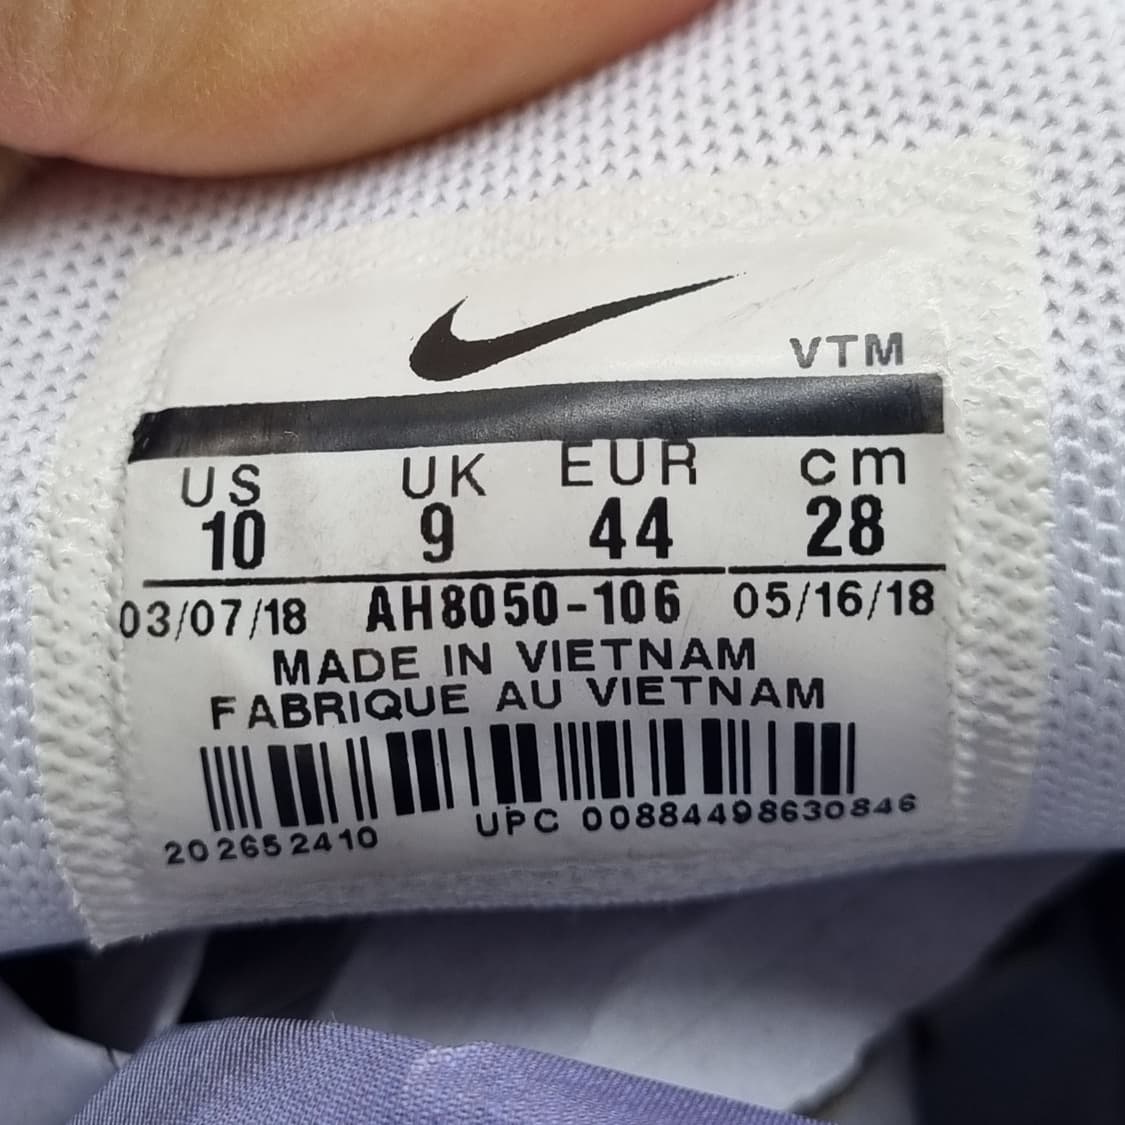 VTM
US UK EUR cm
10 9 44 28
03/07/18 AH8050-106 05/16/18
MADE IN VIETNAM
FABRIQUE AU VIETNAM
202652410 UPC 00884498630846